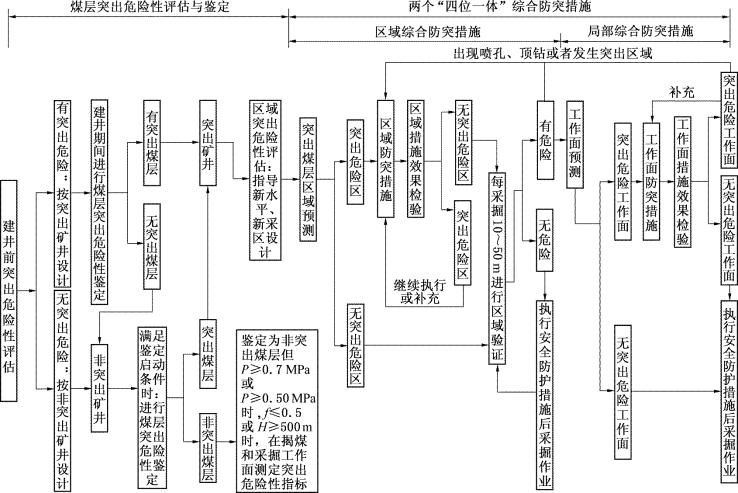 煤层突出危险性评估与鉴定
两个“四位一体”综合防突措施
区域综合防突措施
局部综合防突措施
出现喷孔、顶钻或者发生突出区域
建井前突出危险性评估
有突出危险：按突出矿井设计
无突出危险：按非突出矿井设计
建井期间进行煤层突出危险性鉴定
有突出煤层
无突出煤层
非突出矿井
满足鉴定启动条件时：进行煤层突出危险性鉴定
突出矿井
突出煤层
非突出煤层
区域突出危险性评估：指导新水平、新采区设计
鉴定为非突
出煤层但
P≥0.7 MPa
或
P≥0.50 MPa
时，f≤0.5
或H≥500 m
时，在揭煤
和采掘工作
面测定突出
危险性指标
突出煤层区域预测
突出危险区
无突出危险区
区域防突措施
区域措施效果检验
无突出危险区
突出危险区
继续执行
或补充
每采掘10～50 m进行区域验证
有危险
无危险
执行安全防护措施后采掘作业
工作面预测
突出危险工作面
无突出危险工作面
工作面防突措施
工作面措施效果检验
补充
突出危险工作面
无突出危险工作面
执行安全防护措施后采掘作业